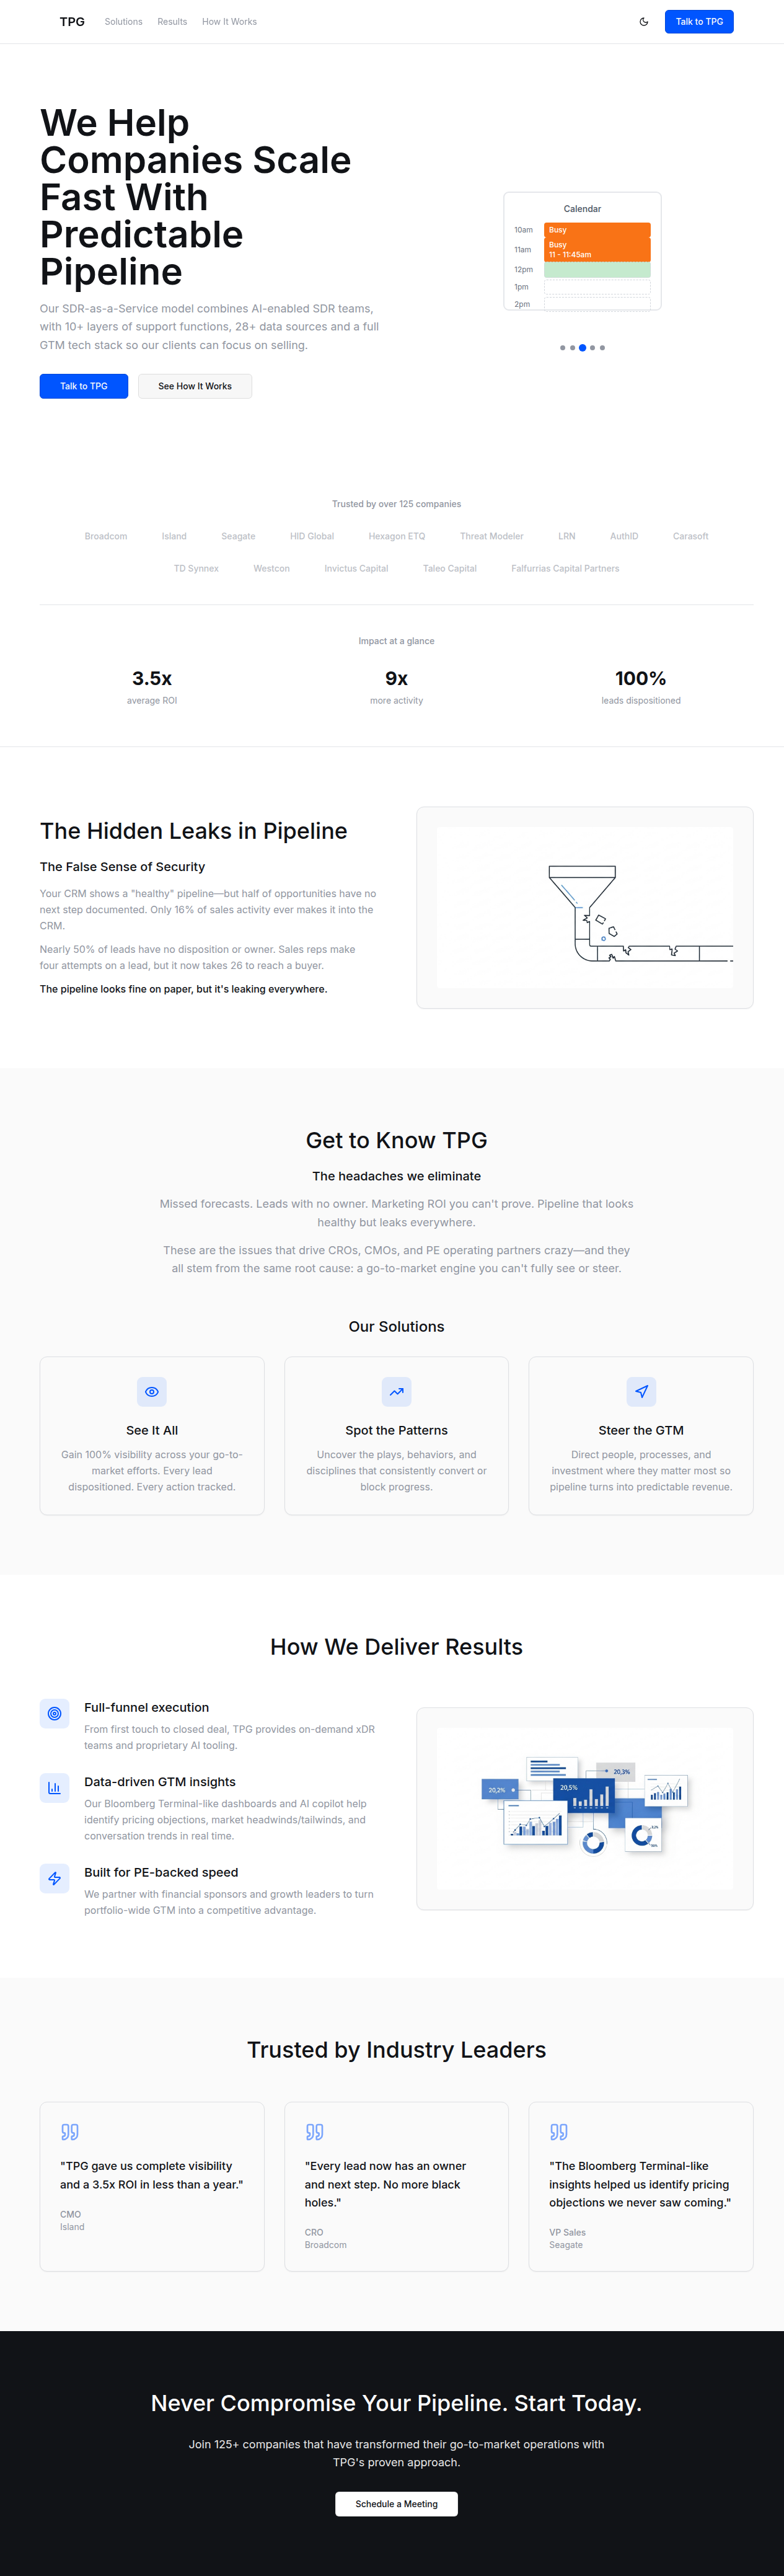 TPG
Solutions
Results
How It Works
Talk to TPG
We Help
Companies Scale
Fast With
Predictable
Pipeline
Our SDR-as-a-Service model combines AI-enabled SDR teams,
with 10+ layers of support functions, 28+ data sources and a full
GTM tech stack so our clients can focus on selling.
Talk to TPG
See How It Works
Calendar
10am
Busy
11am
Busy
11 - 11:45am
12pm
1pm
2pm
Trusted by over 125 companies
Broadcom
Island
Seagate
HID Global
Hexagon ETQ
Threat Modeler
LRN
AuthID
Carasoft
TD Synnex
Westcon
Invictus Capital
Taleo Capital
Falfurrias Capital Partners
Impact at a glance
3.5x
average ROI
9x
more activity
100%
leads dispositioned
The Hidden Leaks in Pipeline
The False Sense of Security
Your CRM shows a "healthy" pipeline—but half of opportunities have no
next step documented. Only 16% of sales activity ever makes it into the
CRM.
Nearly 50% of leads have no disposition or owner. Sales reps make
four attempts on a lead, but it now takes 26 to reach a buyer.
The pipeline looks fine on paper, but it's leaking everywhere.
Get to Know TPG
The headaches we eliminate
Missed forecasts. Leads with no owner. Marketing ROI you can't prove. Pipeline that looks
healthy but leaks everywhere.
These are the issues that drive CROs, CMOs, and PE operating partners crazy—and they
all stem from the same root cause: a go-to-market engine you can't fully see or steer.
Our Solutions
See It All
Gain 100% visibility across your go-to-
market efforts. Every lead
dispositioned. Every action tracked.
Spot the Patterns
Uncover the plays, behaviors, and
disciplines that consistently convert or
block progress.
Steer the GTM
Direct people, processes, and
investment where they matter most so
pipeline turns into predictable revenue.
How We Deliver Results
Full-funnel execution
From first touch to closed deal, TPG provides on-demand xDR
teams and proprietary AI tooling.
Data-driven GTM insights
Our Bloomberg Terminal-like dashboards and AI copilot help
identify pricing objections, market headwinds/tailwinds, and
conversation trends in real time.
Built for PE-backed speed
We partner with financial sponsors and growth leaders to turn
portfolio-wide GTM into a competitive advantage.
20,2%
20,5%
20,3%
Trusted by Industry Leaders
"TPG gave us complete visibility
and a 3.5x ROI in less than a year."
CMO
Island
"Every lead now has an owner
and next step. No more black
holes."
CRO
Broadcom
"The Bloomberg Terminal-like
insights helped us identify pricing
objections we never saw coming."
VP Sales
Seagate
Never Compromise Your Pipeline. Start Today.
Join 125+ companies that have transformed their go-to-market operations with
TPG's proven approach.
Schedule a Meeting